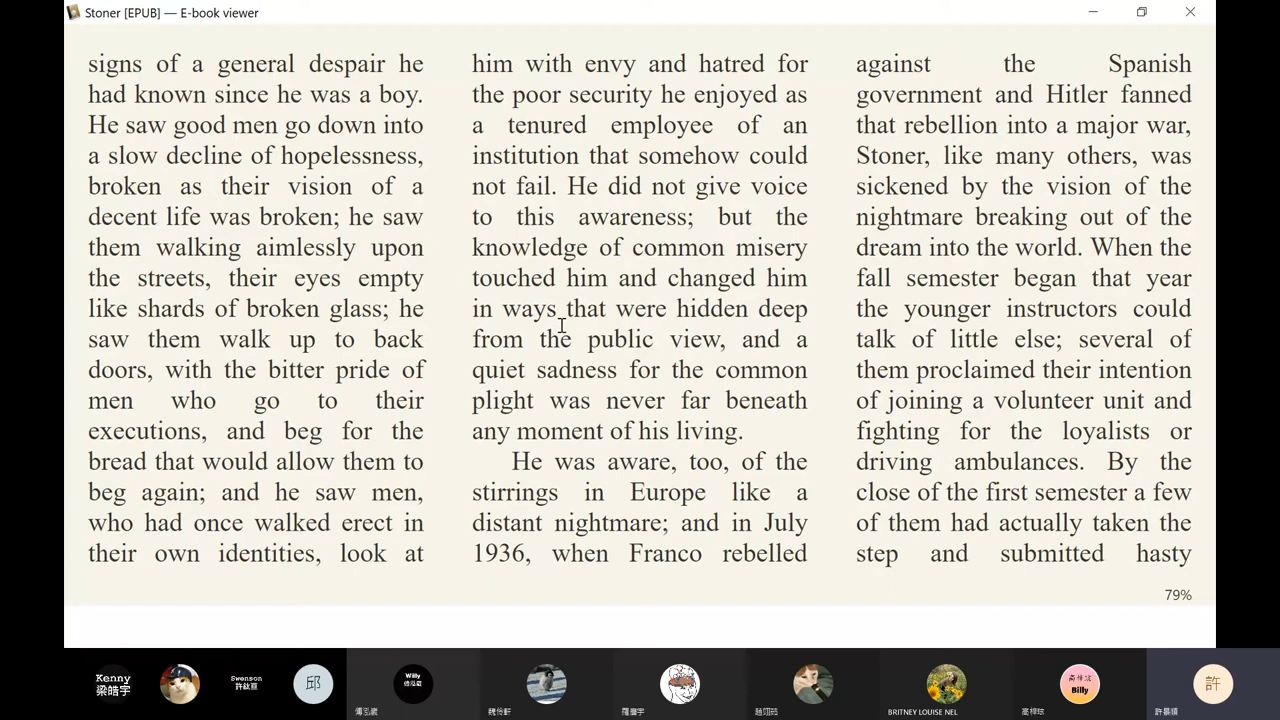 Stoner [EPUB] — E-book viewer
signs of a general despair he
had known since he was a boy.
He saw good men go down into
a slow decline of hopelessness,
broken as their vision of a
decent life was broken; he saw
them walking aimlessly upon
the streets, their eyes empty
like shards of broken glass; he
saw them walk up to back
doors, with the bitter pride of
men who go to their
executions, and beg for the
bread that would allow them to
beg again; and he saw men,
who had once walked erect in
their own identities, look at
him with envy and hatred for
the poor security he enjoyed as
a tenured employee of an
institution that somehow could
not fail. He did not give voice
to this awareness; but the
knowledge of common misery
touched him and changed him
in ways that were hidden deep
from the public view, and a
quiet sadness for the common
plight was never far beneath
any moment of his living.
He was aware, too, of the
stirrings in Europe like a
distant nightmare; and in July
1936, when Franco rebelled
against the Spanish
government and Hitler fanned
that rebellion into a major war,
Stoner, like many others, was
sickened by the vision of the
nightmare breaking out of the
dream into the world. When the
fall semester began that year
the younger instructors could
talk of little else; several of
them proclaimed their intention
of joining a volunteer unit and
fighting for the loyalists or
driving ambulances. By the
close of the first semester a few
of them had actually taken the
step and submitted hasty
79%
Kenny
梁皓宇
Swenson
邱
Willy
BRITNEY LOUISE NEL
Billy
許